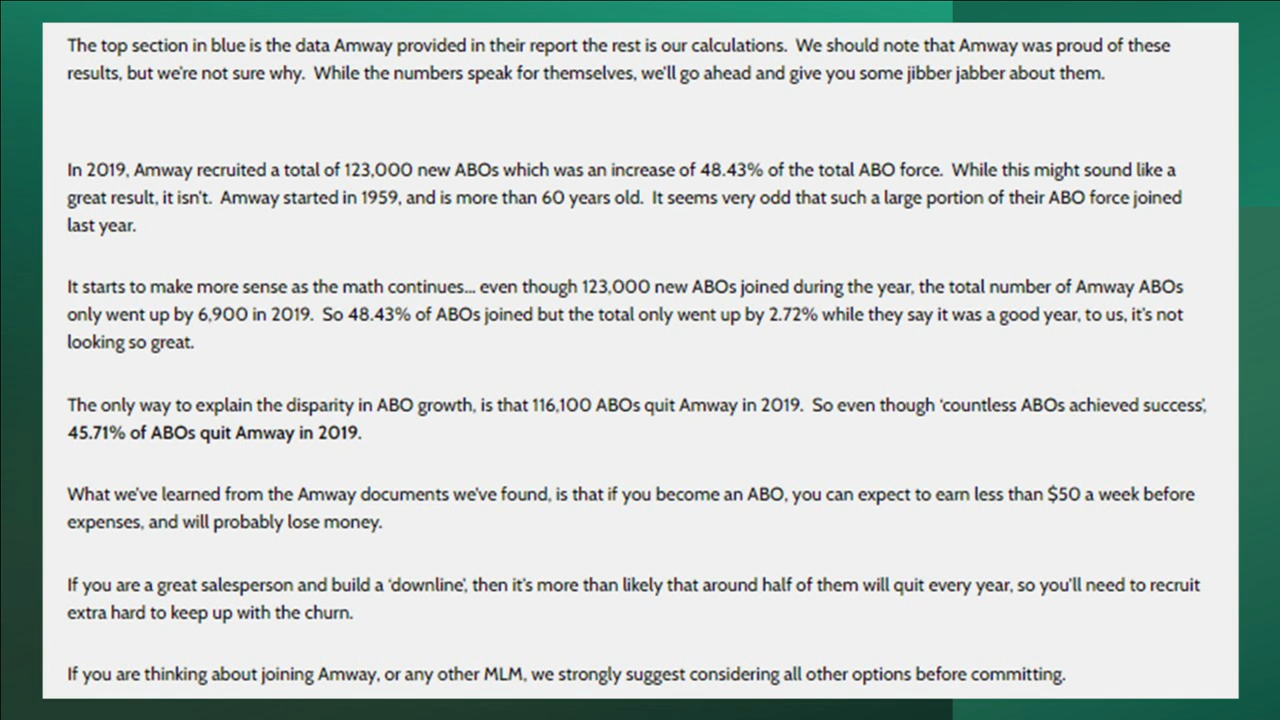 The top section in blue is the data Amway provided in their report the rest is our calculations. We should note that Amway was proud of these
results, but we're not sure why. While the numbers speak for themselves, we'll go ahead and give you some jibber jabber about them.
In 2019, Amway recruited a total of 123,000 new ABOs which was an increase of 48.43% of the total ABO force. While this might sound like a
great result, it isn't. Amway started in 1959, and is more than 60 years old. It seems very odd that such a large portion of their ABO force joined
last year.
It starts to make more sense as the math continues... even though 123,000 new ABOs joined during the year, the total number of Amway ABOs
only went up by 6,900 in 2019. So 48.43% of ABOs joined but the total only went up by 2.72% while they say it was a good year, to us, it's not
looking so great.
The only way to explain the disparity in ABO growth, is that 116,100 ABOs quit Amway in 2019. So even though 'countless ABOs achieved success',
45.71% of ABOs quit Amway in 2019.
What we've learned from the Amway documents we've found, is that if you become an ABO, you can expect to earn less than $50 a week before
expenses, and will probably lose money.
If you are a great salesperson and build a 'downline', then it's more than likely that around half of them will quit every year, so you'll need to recruit
extra hard to keep up with the churn.
If you are thinking about joining Amway, or any other MLM, we strongly suggest considering all other options before committing.